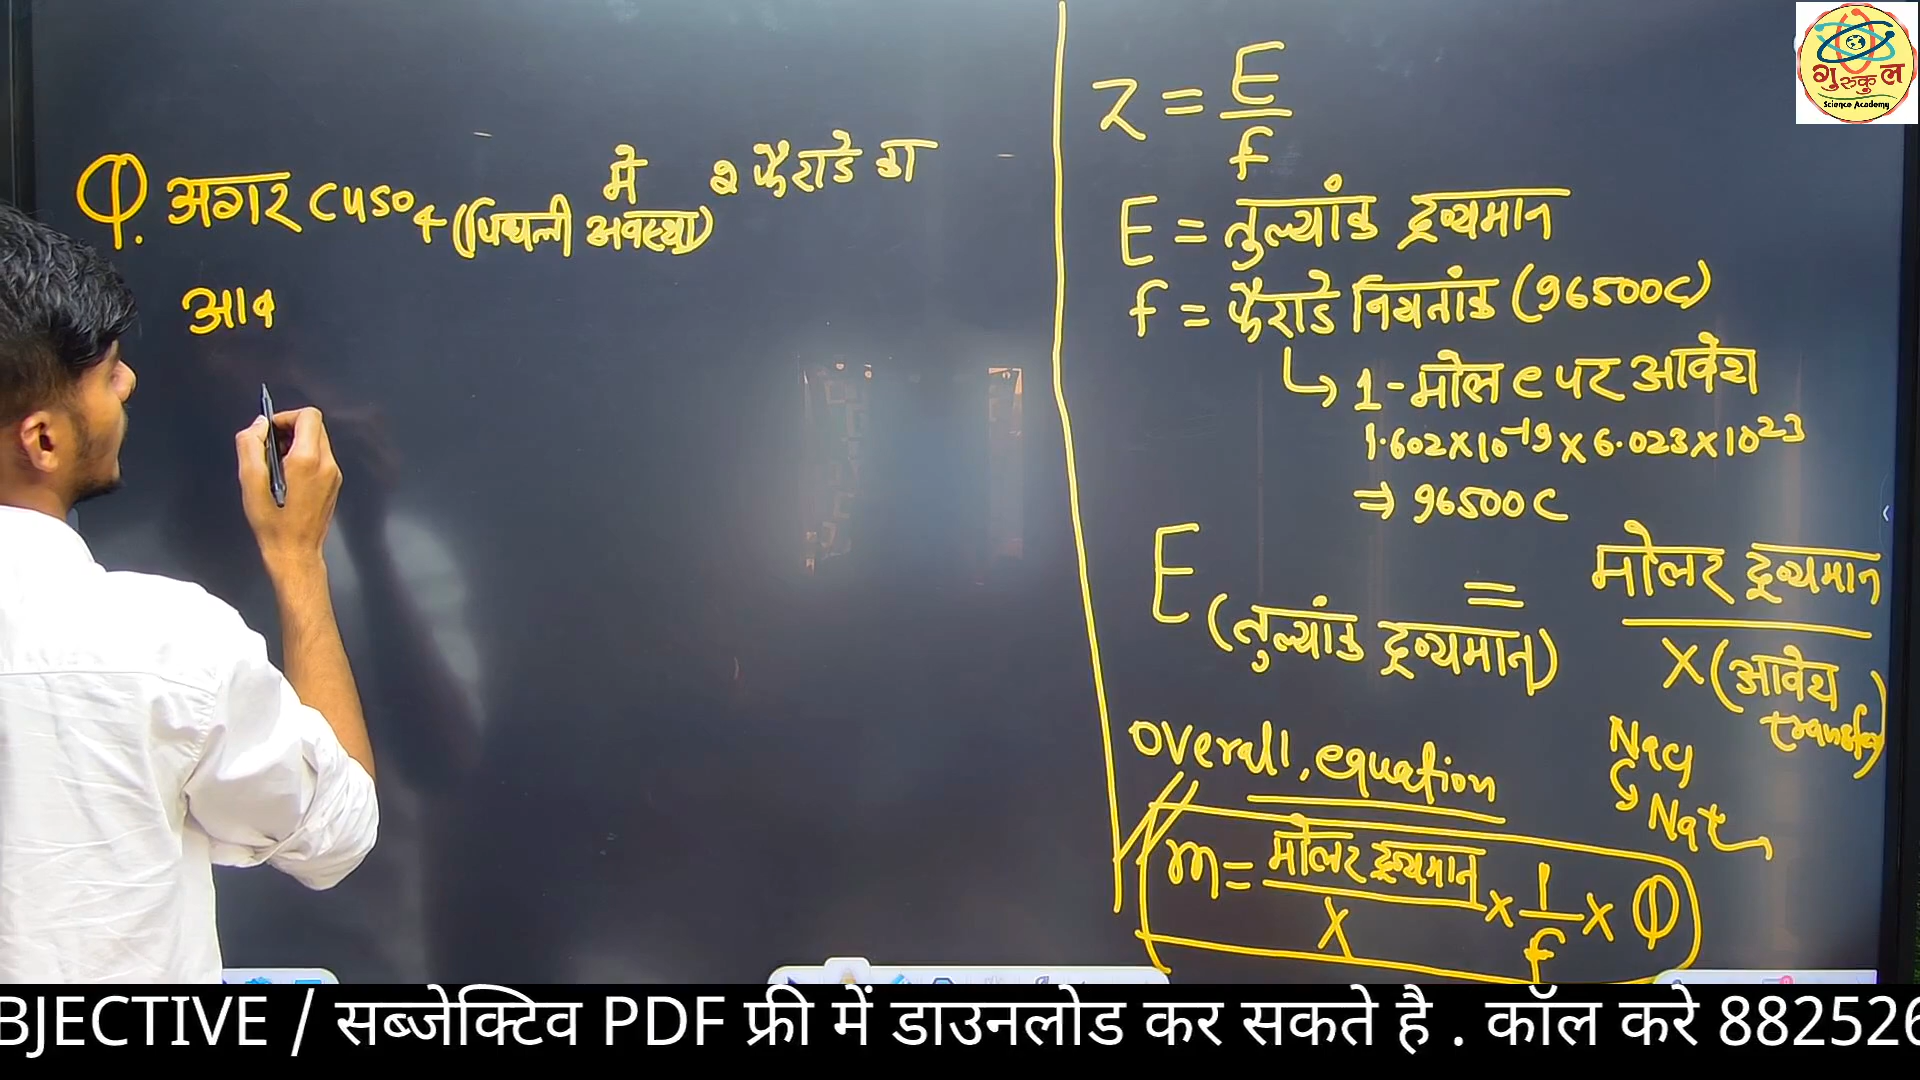 Q. अगर CuSO4 (पिघली अवस्था) में 2 फैराडे का
आव
Z = E/f
E = तुल्यांक द्रव्यमान
f = फैराडे नियतांक (96500C)
↳ 1-मोल e पर आवेश
1.602×10⁻¹⁹×6.023×10²³
⇒ 96500C
E (तुल्यांक द्रव्यमान) = मोलर द्रव्यमान / X (आवेश transfer)
NaCl
Na+
overall, equation
m = मोलर द्रव्यमान/X × 1/f × Q
गुरुकुल
Science Academy
BJECTIVE / सब्जेक्टिव PDF फ्री में डाउनलोड कर सकते है . कॉल करे 882526